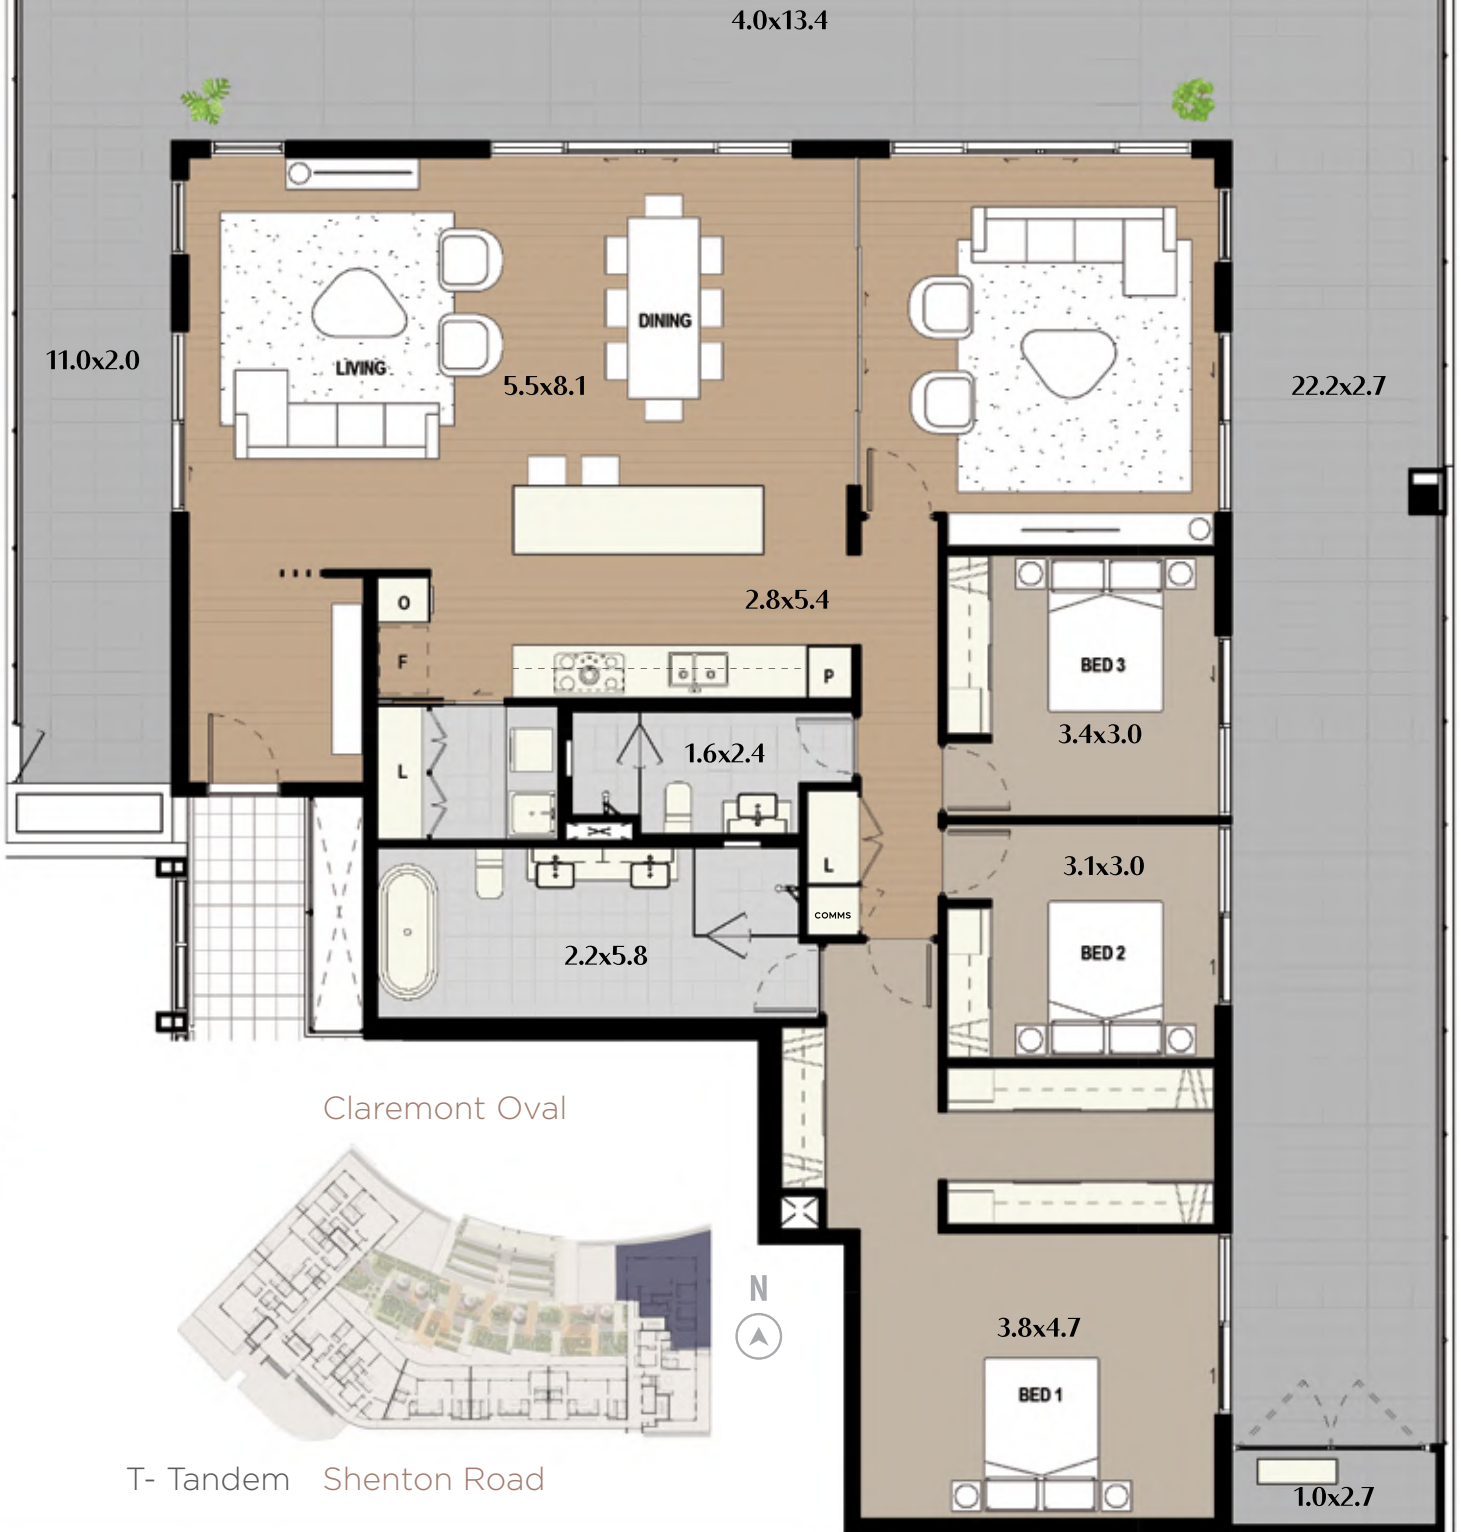 4.0x13.4
11.0x2.0
LIVING
5.5x8.1
DINING
22.2x2.7
2.8x5.4
O
F
P
L
1.6x2.4
BED 3
3.4x3.0
3.1x3.0
L
COMMS
BED 2
2.2x5.8
Claremont Oval
N
3.8x4.7
BED 1
T- Tandem Shenton Road
1.0x2.7